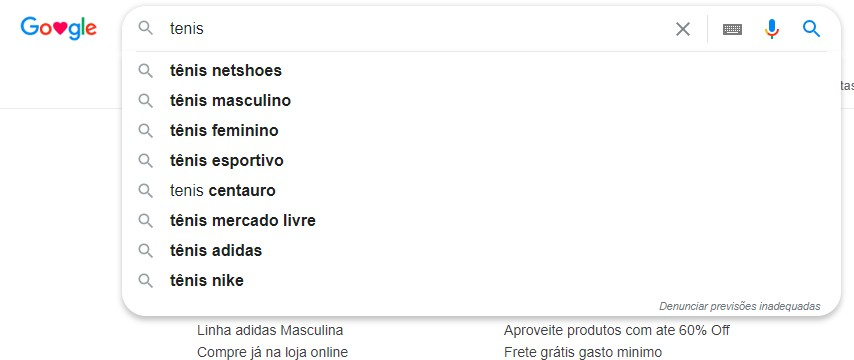 Google
tenis
tênis netshoes
tênis masculino
tênis feminino
tênis esportivo
tenis centauro
tênis mercado livre
tênis adidas
tênis nike
Denunciar previsões inadequadas
Linha adidas Masculina
Aproveite produtos com ate 60% Off
Compre já na loja online
Frete grátis gasto minimo